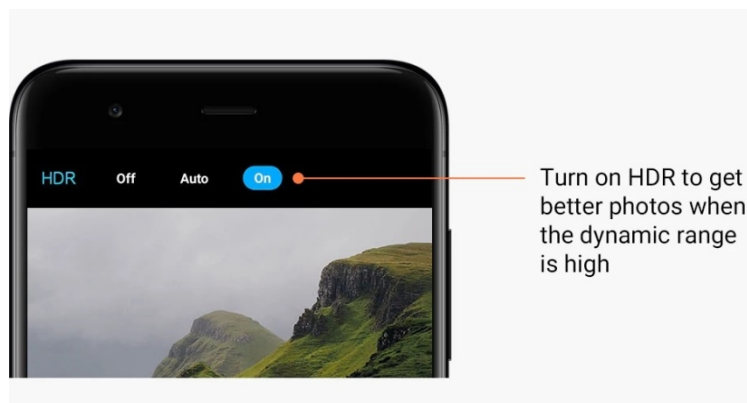 HDR Off Auto On
Turn on HDR to get
better photos when
the dynamic range
is high